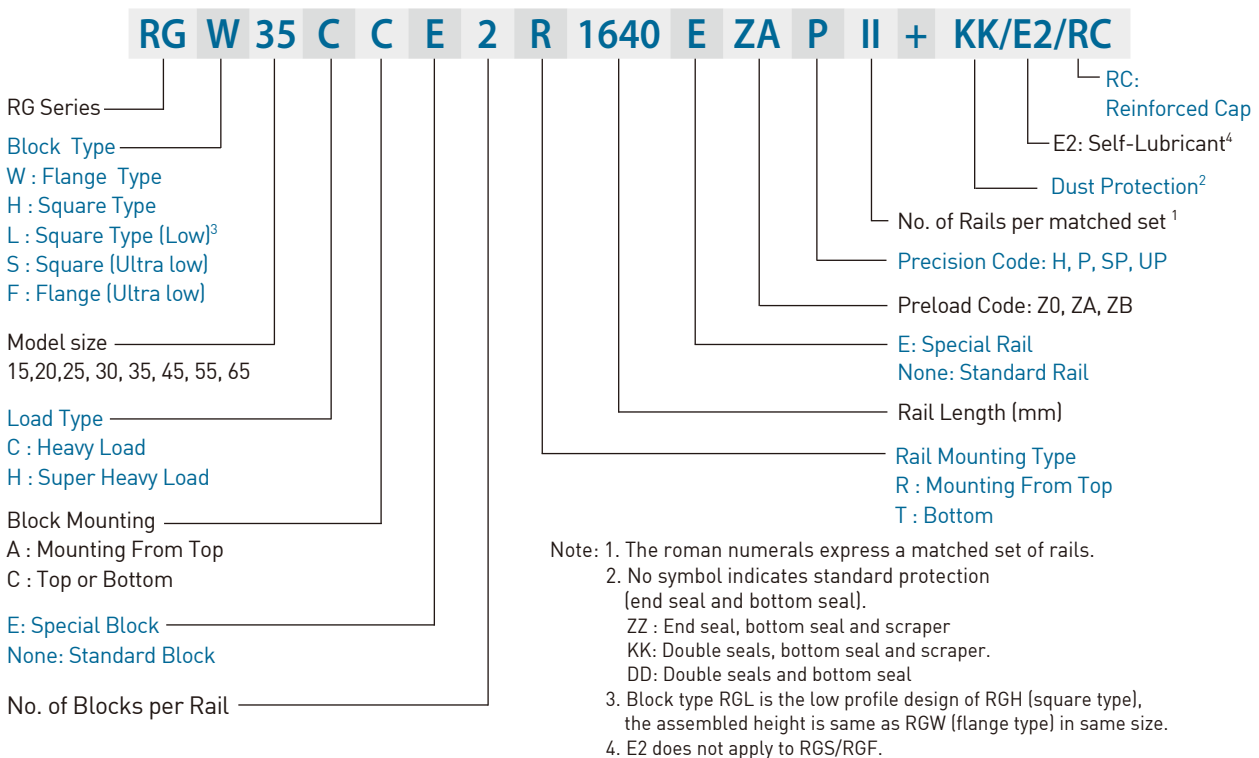 RG W 35 C C E 2 R 1640 E ZA P II + KK/E2/RC
RG Series
Block Type
W : Flange Type
H : Square Type
L : Square Type (Low)3
S : Square (Ultra low)
F : Flange (Ultra low)
Model size
15,20,25, 30, 35, 45, 55, 65
Load Type
C : Heavy Load
H : Super Heavy Load
Block Mounting
A : Mounting From Top
C : Top or Bottom
E: Special Block
None: Standard Block
No. of Blocks per Rail
RC:
Reinforced Cap
E2: Self-Lubricant4
Dust Protection2
No. of Rails per matched set 1
Precision Code: H, P, SP, UP
Preload Code: Z0, ZA, ZB
E: Special Rail
None: Standard Rail
Rail Length (mm)
Rail Mounting Type
R : Mounting From Top
T : Bottom
Note: 1. The roman numerals express a matched set of rails.
2. No symbol indicates standard protection
(end seal and bottom seal).
ZZ : End seal, bottom seal and scraper
KK: Double seals, bottom seal and scraper.
DD: Double seals and bottom seal
3. Block type RGL is the low profile design of RGH (square type),
the assembled height is same as RGW (flange type) in same size.
4. E2 does not apply to RGS/RGF.